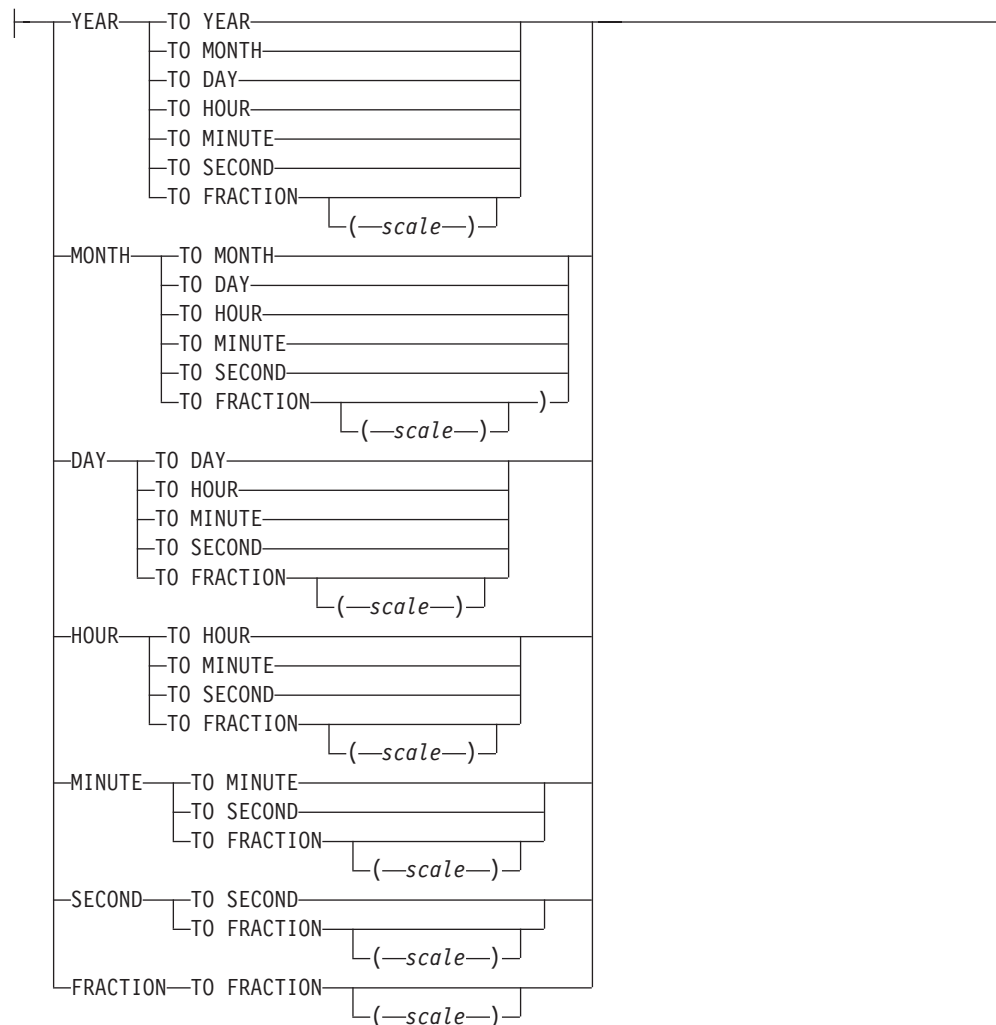 YEAR TO YEAR
TO MONTH
TO DAY
TO HOUR
TO MINUTE
TO SECOND
TO FRACTION
( scale )
MONTH TO MONTH
TO DAY
TO HOUR
TO MINUTE
TO SECOND
TO FRACTION )
( scale )
DAY TO DAY
TO HOUR
TO MINUTE
TO SECOND
TO FRACTION
( scale )
HOUR TO HOUR
TO MINUTE
TO SECOND
TO FRACTION
( scale )
MINUTE TO MINUTE
TO SECOND
TO FRACTION
( scale )
SECOND TO SECOND
TO FRACTION
( scale )
FRACTION TO FRACTION
( scale )